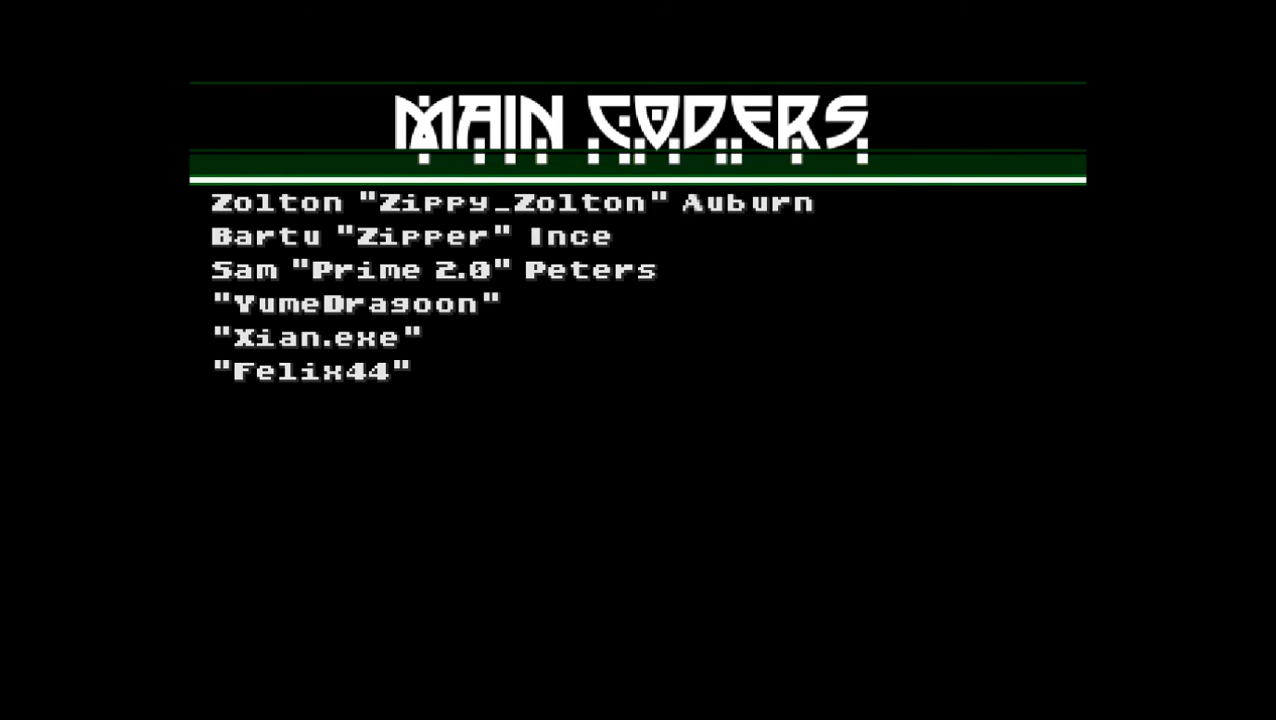 MAIN CODERS
Zolton "Zippy_Zolton" Auburn
Bartu "Zipper" Ince
Sam "Prime 2.0" Peters
"YumeDragoon"
"Xian.exe"
"Felix44"